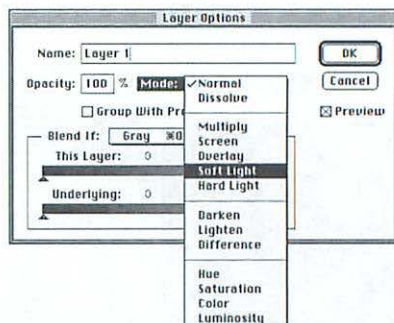 Layer Options
Name: Layer 1
OK
Opacity: 100 % Mode: ✓Normal
Cancel
Dissolve
Group With Pre
Preview
Multiply
Screen
Overlay
Soft Light
Hard Light
Blend If: Gray ⌘0
This Layer: 0
Underlying: 0
Darken
Lighten
Difference
Hue
Saturation
Color
Luminosity